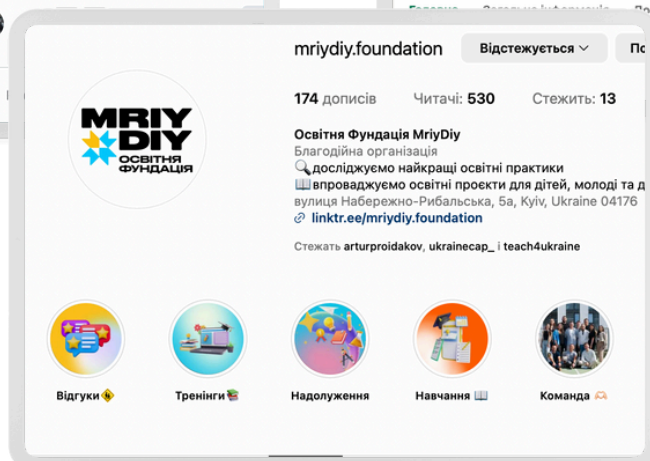 mriydiy.foundation Відстежується
174 дописів Читачі: 530 Стежить: 13
MRIY
DIY
ОСВІТНЯ
ФУНДАЦІЯ
Освітня Фундація MriyDiy
Благодійна організація
🔍досліджуємо найкращі освітні практики
📖впроваджуємо освітні проєкти для дітей, молоді та д
вулиця Набережно-Рибальська, 5а, Kyiv, Ukraine 04176
linktr.ee/mriydiy.foundation
Стежать arturproidakov, ukrainecap_ і teach4ukraine
Відгуки Тренінги📚 Надолуження Навчання 📖 Команда 🫶🏻